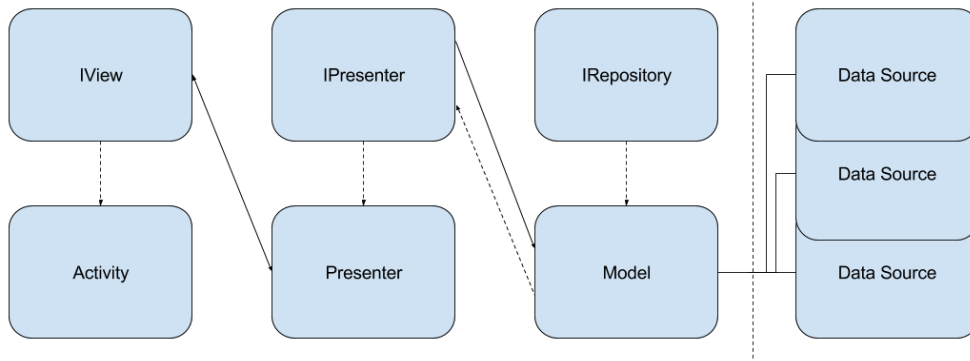 IView
IPresenter
IRepository
Data Source
Data Source
Activity
Presenter
Model
Data Source